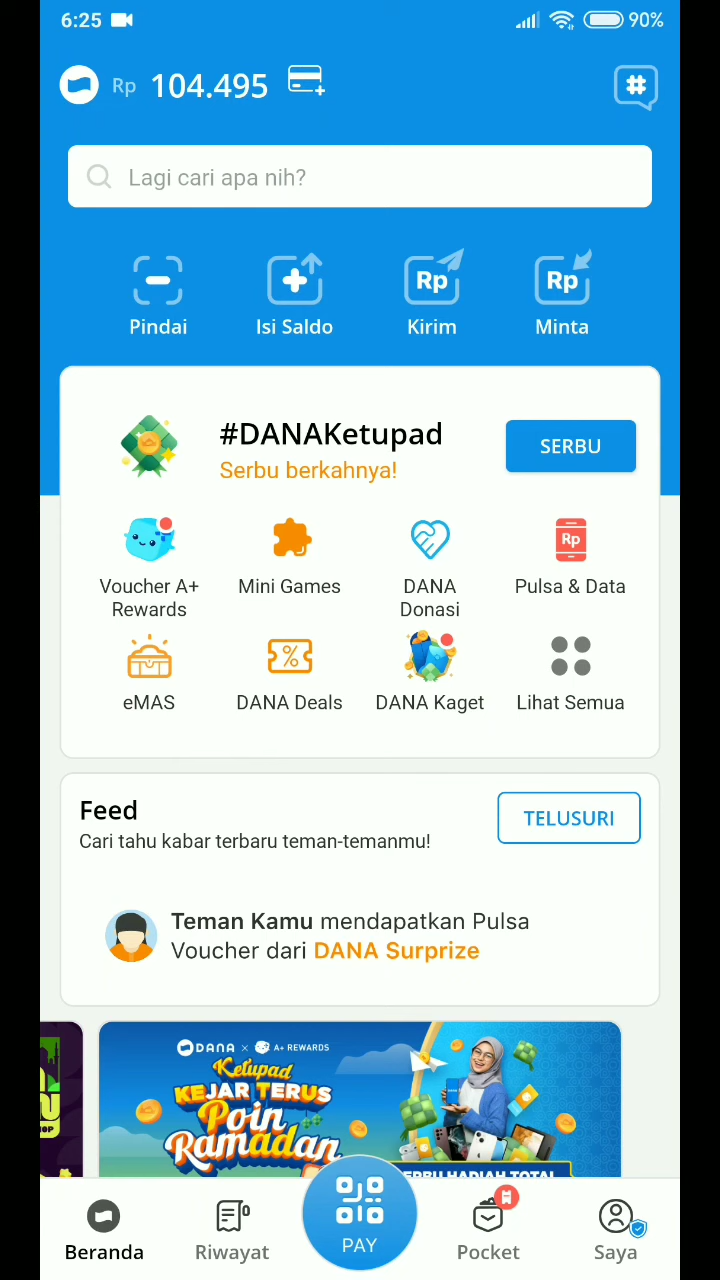 6:25
90%
Rp 104.495
#
Lagi cari apa nih?
Rp
Rp
Pindai
Isi Saldo
Kirim
Minta
#DANAKetupad
Serbu berkahnya!
SERBU
Rp
Voucher A+
Rewards
Mini Games
DANA
Donasi
Pulsa & Data
%
eMAS
DANA Deals
DANA Kaget
Lihat Semua
Feed
Cari tahu kabar terbaru teman-temanmu!
TELUSURI
Teman Kamu mendapatkan Pulsa
Voucher dari DANA Surprize
DANA × A+ REWARDS
Ketupad
KEJAR TERUS
Poin
Ramadan
PAY
Beranda
Riwayat
Pocket
Saya